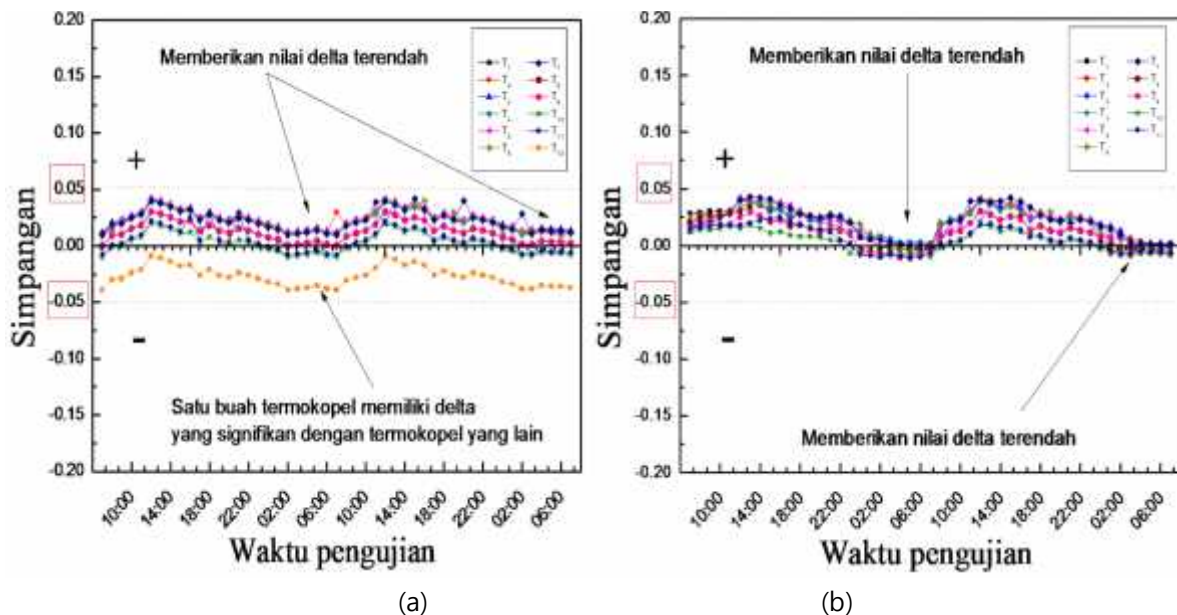 (a)
0.20
0.15
0.10
0.05
0.00
-0.05
-0.10
-0.15
-0.20
Simpangan
Memberikan nilai delta terendah
+
-
Satu buah termokopel memiliki delta
yang signifikan dengan termokopel yang lain
10:00 14:00 18:00 22:00 02:00 06:00 10:00 14:00 18:00 22:00 02:00 06:00
Waktu pengujian
(a)
(b)
0.20
0.15
0.10
0.05
0.00
-0.05
-0.10
-0.15
-0.20
Simpangan
Memberikan nilai delta terendah
+
-
Memberikan nilai delta terendah
10:00 14:00 18:00 22:00 02:00 06:00 10:00 14:00 18:00 22:00 02:00 06:00
Waktu pengujian
(b)